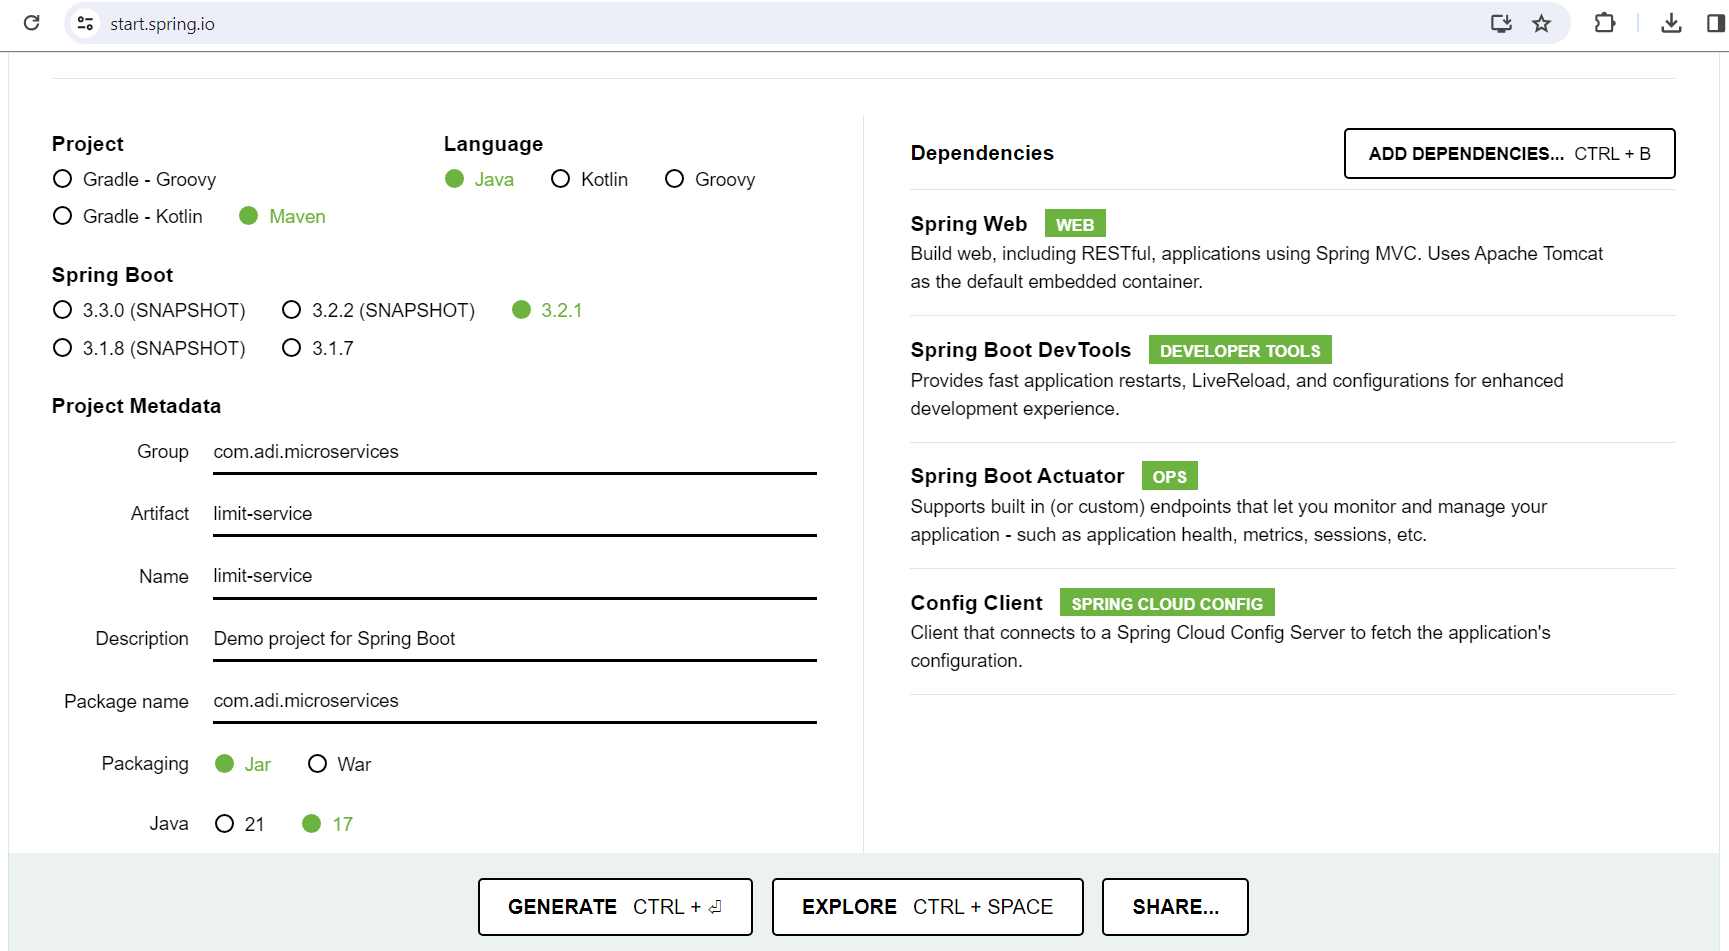 start.spring.io
Project
Gradle - Groovy
Gradle - Kotlin Maven
Language
Java Kotlin Groovy
Spring Boot
3.3.0 (SNAPSHOT) 3.2.2 (SNAPSHOT) 3.2.1
3.1.8 (SNAPSHOT) 3.1.7
Project Metadata
Group com.adi.microservices
Artifact limit-service
Name limit-service
Description Demo project for Spring Boot
Package name com.adi.microservices
Packaging Jar War
Java 21 17
Dependencies ADD DEPENDENCIES... CTRL + B
Spring Web WEB
Build web, including RESTful, applications using Spring MVC. Uses Apache Tomcat
as the default embedded container.
Spring Boot DevTools DEVELOPER TOOLS
Provides fast application restarts, LiveReload, and configurations for enhanced
development experience.
Spring Boot Actuator OPS
Supports built in (or custom) endpoints that let you monitor and manage your
application - such as application health, metrics, sessions, etc.
Config Client SPRING CLOUD CONFIG
Client that connects to a Spring Cloud Config Server to fetch the application's
configuration.
GENERATE CTRL + ⏎ EXPLORE CTRL + SPACE SHARE...